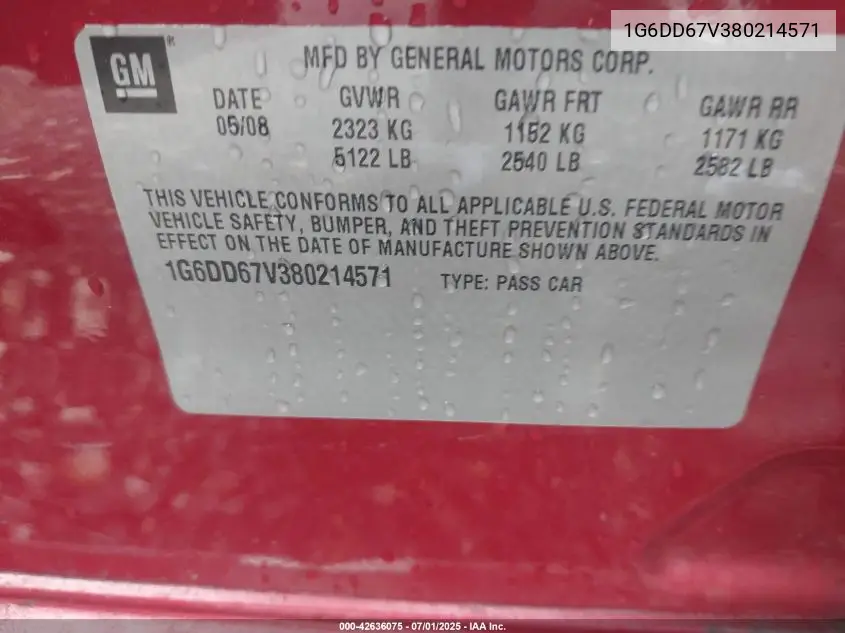 1G6DD67V380214571
GM®
MFD BY GENERAL MOTORS CORP.
DATE GVWR GAWR FRT GAWR RR
05/08 2323 KG 1152 KG 1171 KG
5122 LB 2540 LB 2582 LB
THIS VEHICLE CONFORMS TO ALL APPLICABLE U.S. FEDERAL MOTOR
VEHICLE SAFETY, BUMPER, AND THEFT PREVENTION STANDARDS IN
EFFECT ON THE DATE OF MANUFACTURE SHOWN ABOVE.
1G6DD67V380214571 TYPE: PASS CAR
000-42636075 - 07/01/2025 - IAA Inc.